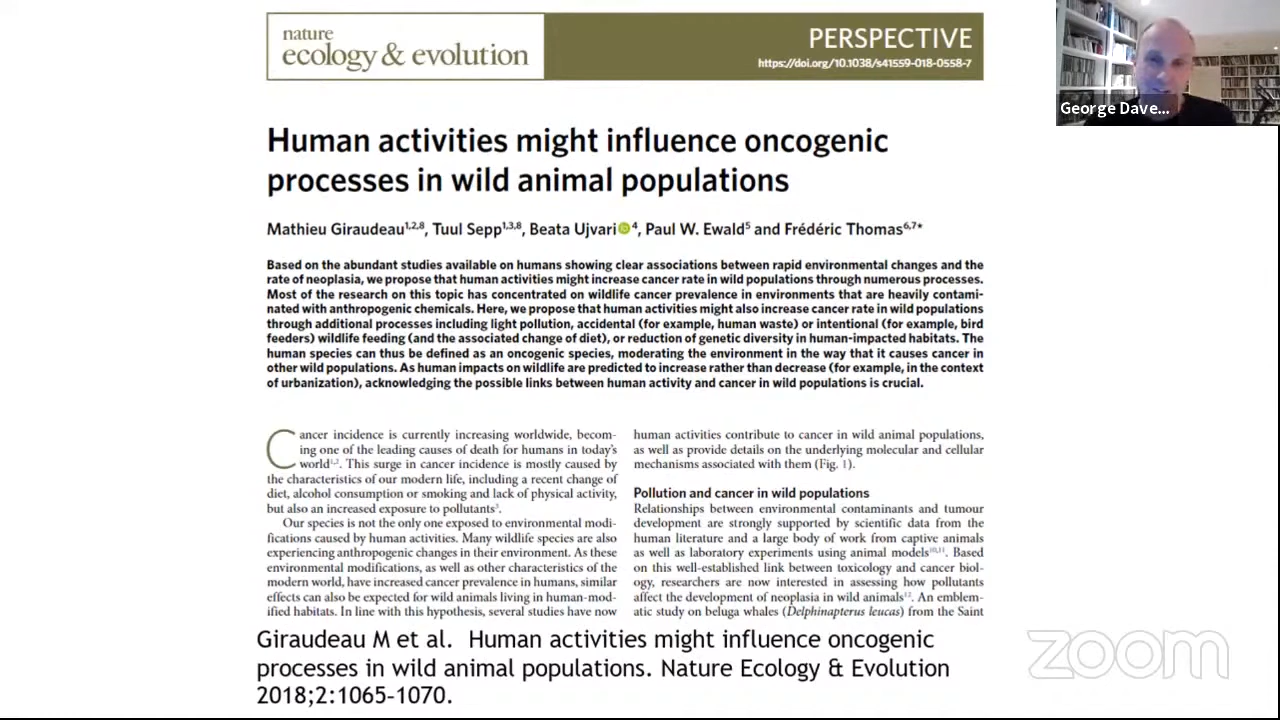 nature
ecology & evolution
PERSPECTIVE
https://doi.org/10.1038/s41559-018-0558-7
George Dave...
Human activities might influence oncogenic
processes in wild animal populations
Mathieu Giraudeau1,2,8, Tuul Sepp1,3,8, Beata Ujvari 4, Paul W. Ewald5 and Frédéric Thomas6,7*
Based on the abundant studies available on humans showing clear associations between rapid environmental changes and the
rate of neoplasia, we propose that human activities might increase cancer rate in wild populations through numerous processes.
Most of the research on this topic has concentrated on wildlife cancer prevalence in environments that are heavily contami-
nated with anthropogenic chemicals. Here, we propose that human activities might also increase cancer rate in wild populations
through additional processes including light pollution, accidental (for example, human waste) or intentional (for example, bird
feeders) wildlife feeding (and the associated change of diet), or reduction of genetic diversity in human-impacted habitats. The
human species can thus be defined as an oncogenic species, moderating the environment in the way that it causes cancer in
other wild populations. As human impacts on wildlife are predicted to increase rather than decrease (for example, in the context
of urbanization), acknowledging the possible links between human activity and cancer in wild populations is crucial.
Cancer incidence is currently increasing worldwide, becom-
ing one of the leading causes of death for humans in today's
world1,2. This surge in cancer incidence is mostly caused by
the characteristics of our modern life, including a recent change of
diet, alcohol consumption or smoking and lack of physical activity,
but also an increased exposure to pollutants3.
Our species is not the only one exposed to environmental modi-
fications caused by human activities. Many wildlife species are also
experiencing anthropogenic changes in their environment. As these
environmental modifications, as well as other characteristics of the
modern world, have increased cancer prevalence in humans, similar
effects can also be expected for wild animals living in human-mod-
ified habitats. In line with this hypothesis, several studies have now
human activities contribute to cancer in wild animal populations,
as well as provide details on the underlying molecular and cellular
mechanisms associated with them (Fig. 1).
Pollution and cancer in wild populations
Relationships between environmental contaminants and tumour
development are strongly supported by scientific data from the
human literature and a large body of work from captive animals
as well as laboratory experiments using animal models10,11. Based
on this well-established link between toxicology and cancer biol-
ogy, researchers are now interested in assessing how pollutants
affect the development of neoplasia in wild animals12. An emblem-
atic study on beluga whales (Delphinapterus leucas) from the Saint
Giraudeau M et al. Human activities might influence oncogenic
processes in wild animal populations. Nature Ecology & Evolution
2018;2:1065–1070.
zoom